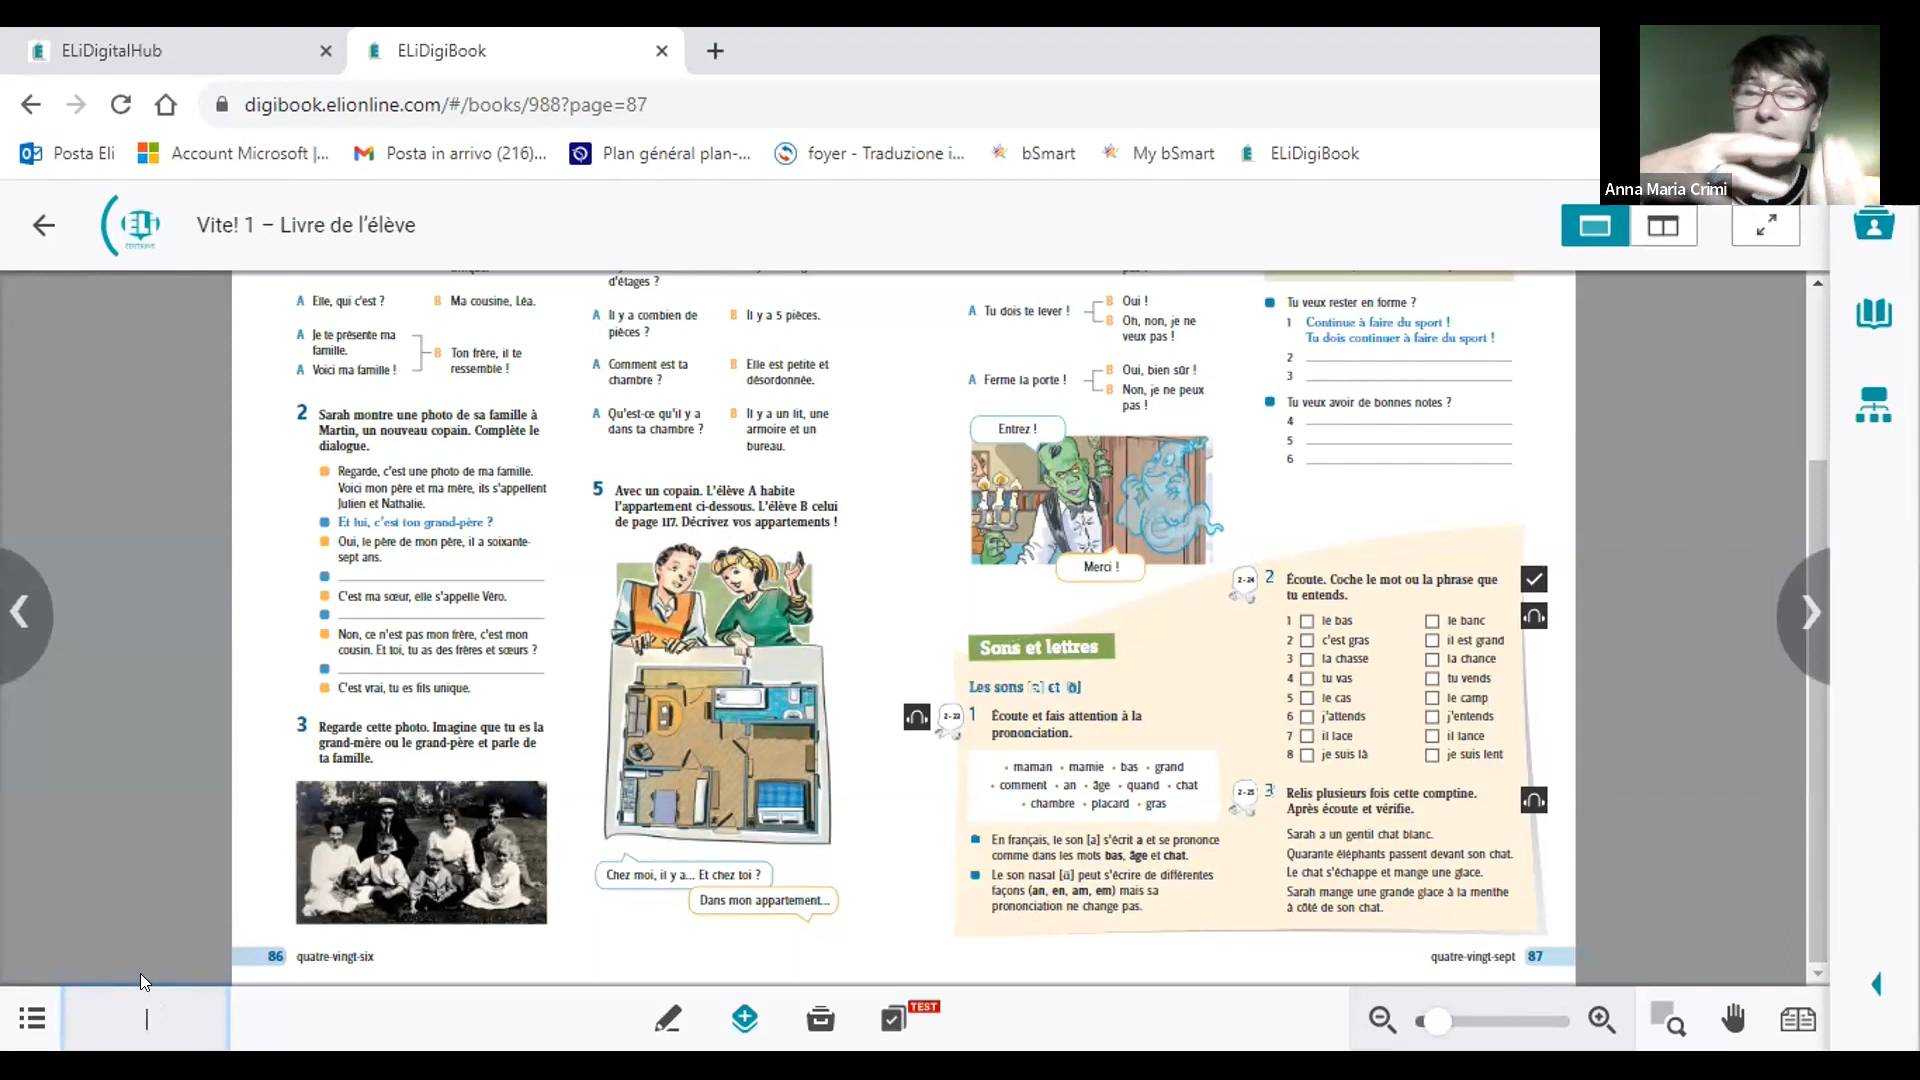 ELiDigitalHub
ELiDigiBook
digibook.elionline.com/#/books/988?page=87
Posta Eli
Account Microsoft |...
Posta in arrivo (216)...
Plan général plan-...
foyer - Traduzione i...
bSmart
My bSmart
ELiDigiBook
Anna Maria Crimi
ELi
ÉDITIONS
Vite! 1 – Livre de l'élève
A Elle, qui c'est ?
B Ma cousine, Léa.
A Je te présente ma
famille.
A Voici ma famille !
B Ton frère, il te
ressemble !
2 Sarah montre une photo de sa famille à
Martin, un nouveau copain. Complète le
dialogue.
Regarde, c'est une photo de ma famille.
Voici mon père et ma mère, ils s'appellent
Julien et Nathalie.
Et lui, c'est ton grand-père ?
Oui, le père de mon père, il a soixante-
sept ans.
C'est ma sœur, elle s'appelle Véro.
Non, ce n'est pas mon frère, c'est mon
cousin. Et toi, tu as des frères et sœurs ?
C'est vrai, tu es fils unique.
3 Regarde cette photo. Imagine que tu es la
grand-mère ou le grand-père et parle de
ta famille.
86 quatre-vingt-six
d'étages ?
A Il y a combien de
pièces ?
B Il y a 5 pièces.
A Comment est ta
chambre ?
B Elle est petite et
désordonnée.
A Qu'est-ce qu'il y a
dans ta chambre ?
B Il y a un lit, une
armoire et un
bureau.
5 Avec un copain. L'élève A habite
l'appartement ci-dessous. L'élève B celui
de page 117. Décrivez vos appartements !
Chez moi, il y a... Et chez toi ?
Dans mon appartement...
A Tu dois te lever !
B Oui !
B Oh, non, je ne
veux pas !
A Ferme la porte !
B Oui, bien sûr !
B Non, je ne peux
pas !
Entrez !
Merci !
Sons et lettres
Les sons [a] et [ɑ̃]
2 - 23
1 Écoute et fais attention à la
prononciation.
• maman • mamie • bas • grand
• comment • an • âge • quand • chat
• chambre • placard • gras
En français, le son [a] s'écrit a et se prononce
comme dans les mots bas, âge et chat.
Le son nasal [ɑ̃] peut s'écrire de différentes
façons (an, en, am, em) mais sa
prononciation ne change pas.
Tu veux rester en forme ?
1 Continue à faire du sport !
Tu dois continuer à faire du sport !
2
3
Tu veux avoir de bonnes notes ?
4
5
6
2 - 24
2 Écoute. Coche le mot ou la phrase que
tu entends.
1 le bas le banc
2 c'est gras il est grand
3 la chasse la chance
4 tu vas tu vends
5 le cas le camp
6 j'attends j'entends
7 il lace il lance
8 je suis là je suis lent
2 - 25
3 Relis plusieurs fois cette comptine.
Après écoute et vérifie.
Sarah a un gentil chat blanc.
Quarante éléphants passent devant son chat.
Le chat s'échappe et mange une glace.
Sarah mange une grande glace à la menthe
à côté de son chat.
quatre-vingt-sept 87
TEST